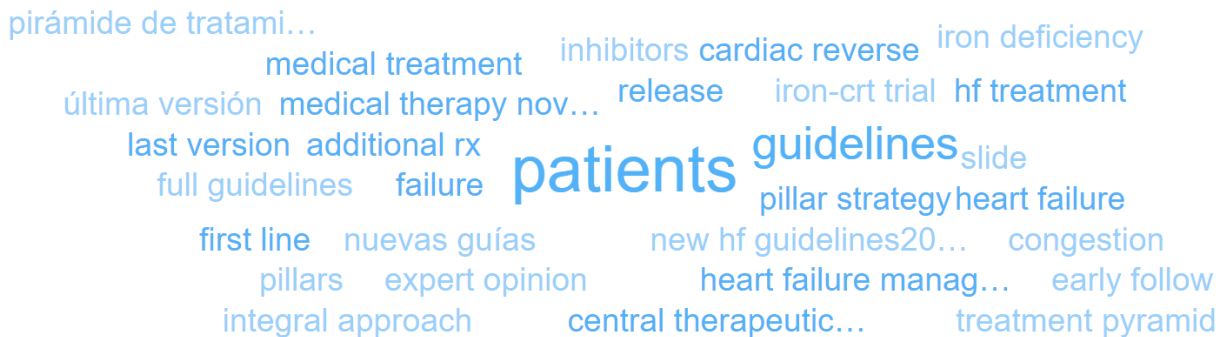 pirámide de tratami…
inhibitors cardiac reverse iron deficiency
medical treatment
última versión medical therapy nov… release iron-crt trial hf treatment
last version additional rx patients guidelines slide
full guidelines failure pillar strategy heart failure
first line nuevas guías new hf guidelines20… congestion
pillars expert opinion heart failure manag… early follow
integral approach central therapeutic… treatment pyramid